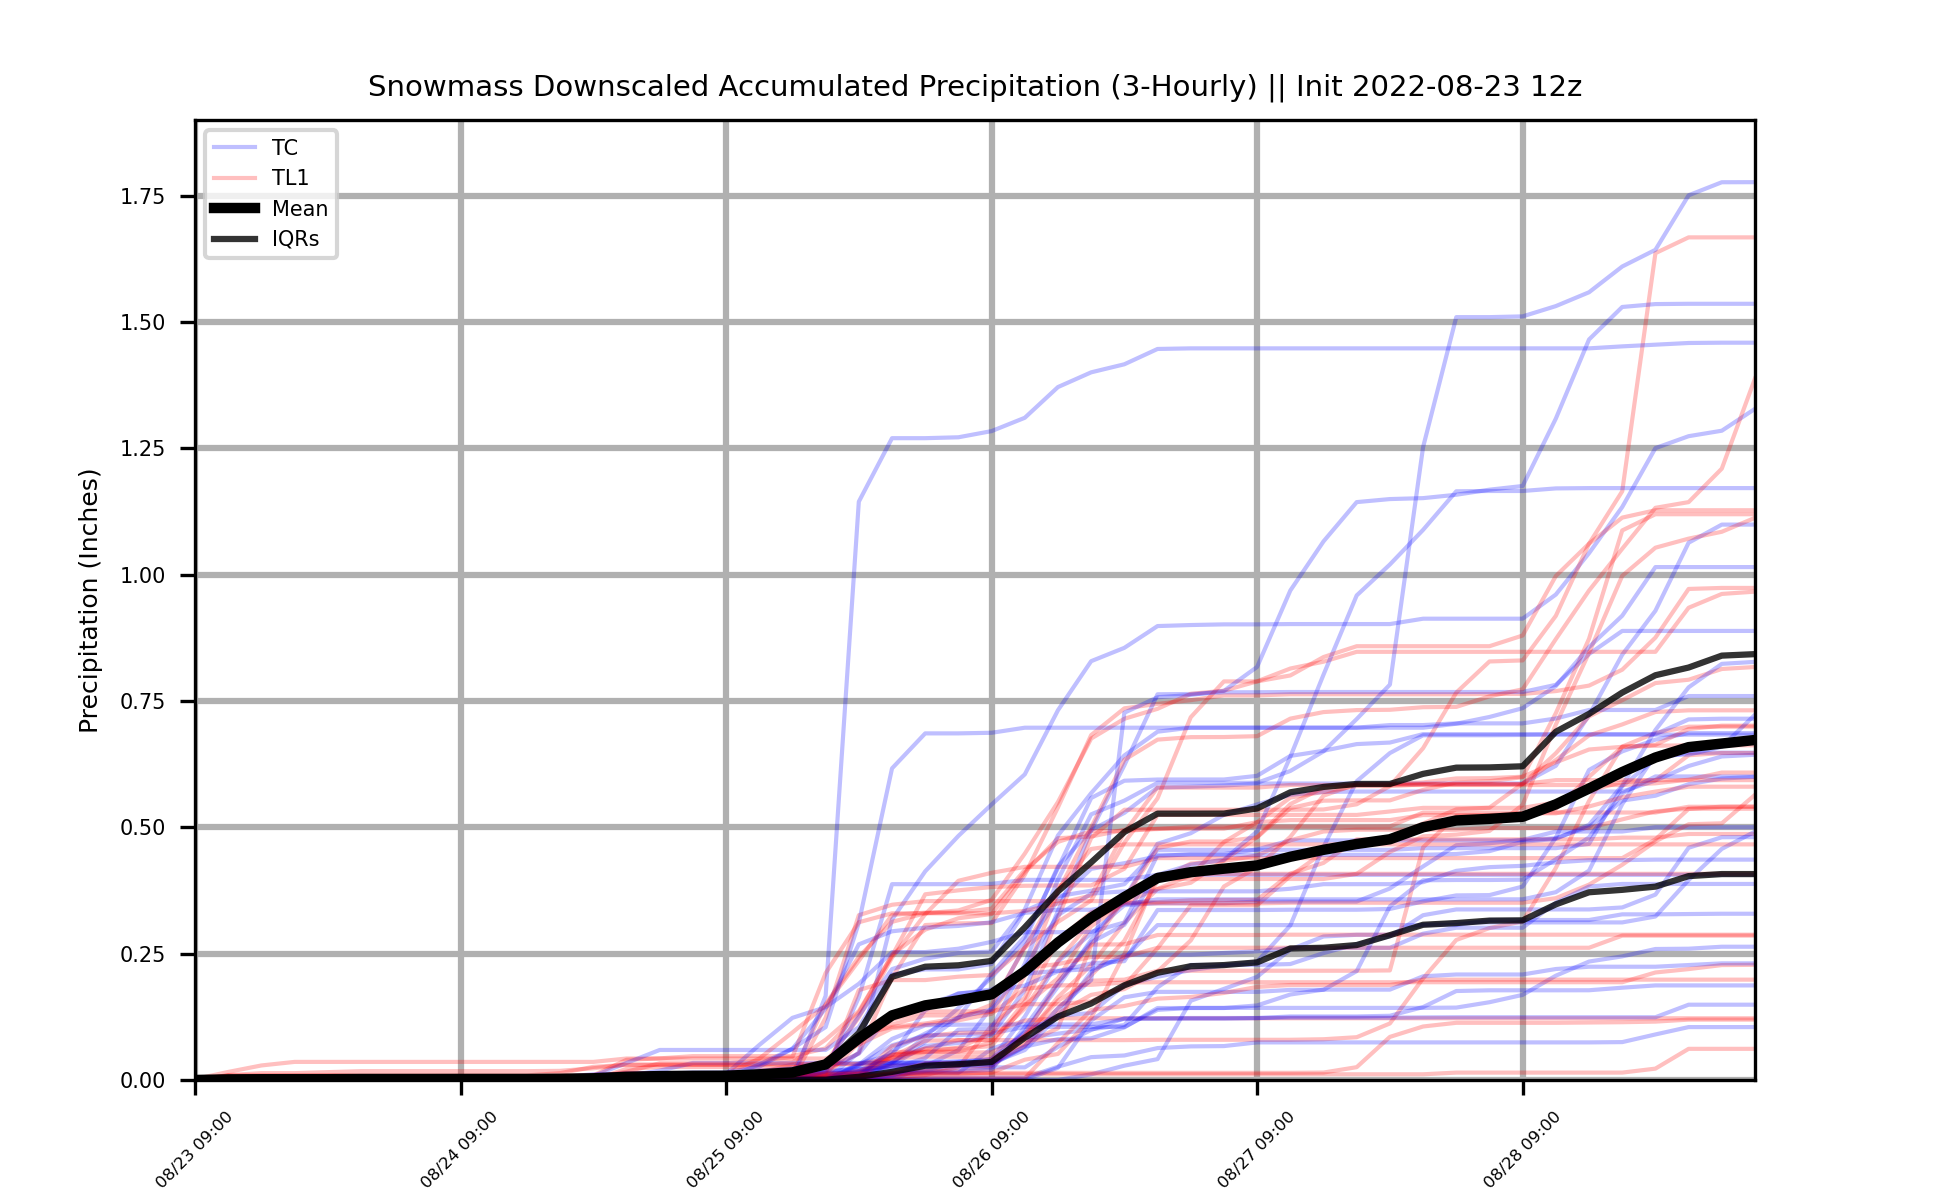 Snowmass Downscaled Accumulated Precipitation (3-Hourly) || Init 2022-08-23 12z
TC
TL1
Mean
IQRs
Precipitation (Inches)
1.75
1.50
1.25
1.00
0.75
0.50
0.25
0.00
08/23 09:00
08/24 09:00
08/25 09:00
08/26 09:00
08/27 09:00
08/28 09:00